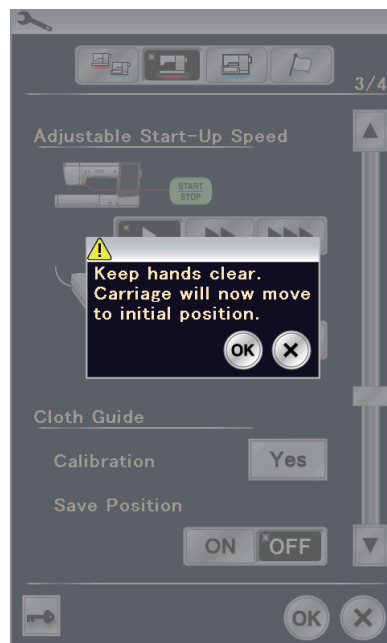 3/4
Adjustable Start-Up Speed
START
STOP
Keep hands clear.
Carriage will now move
to initial position.
OK
Cloth Guide
Calibration Yes
Save Position
ON OFF
OK